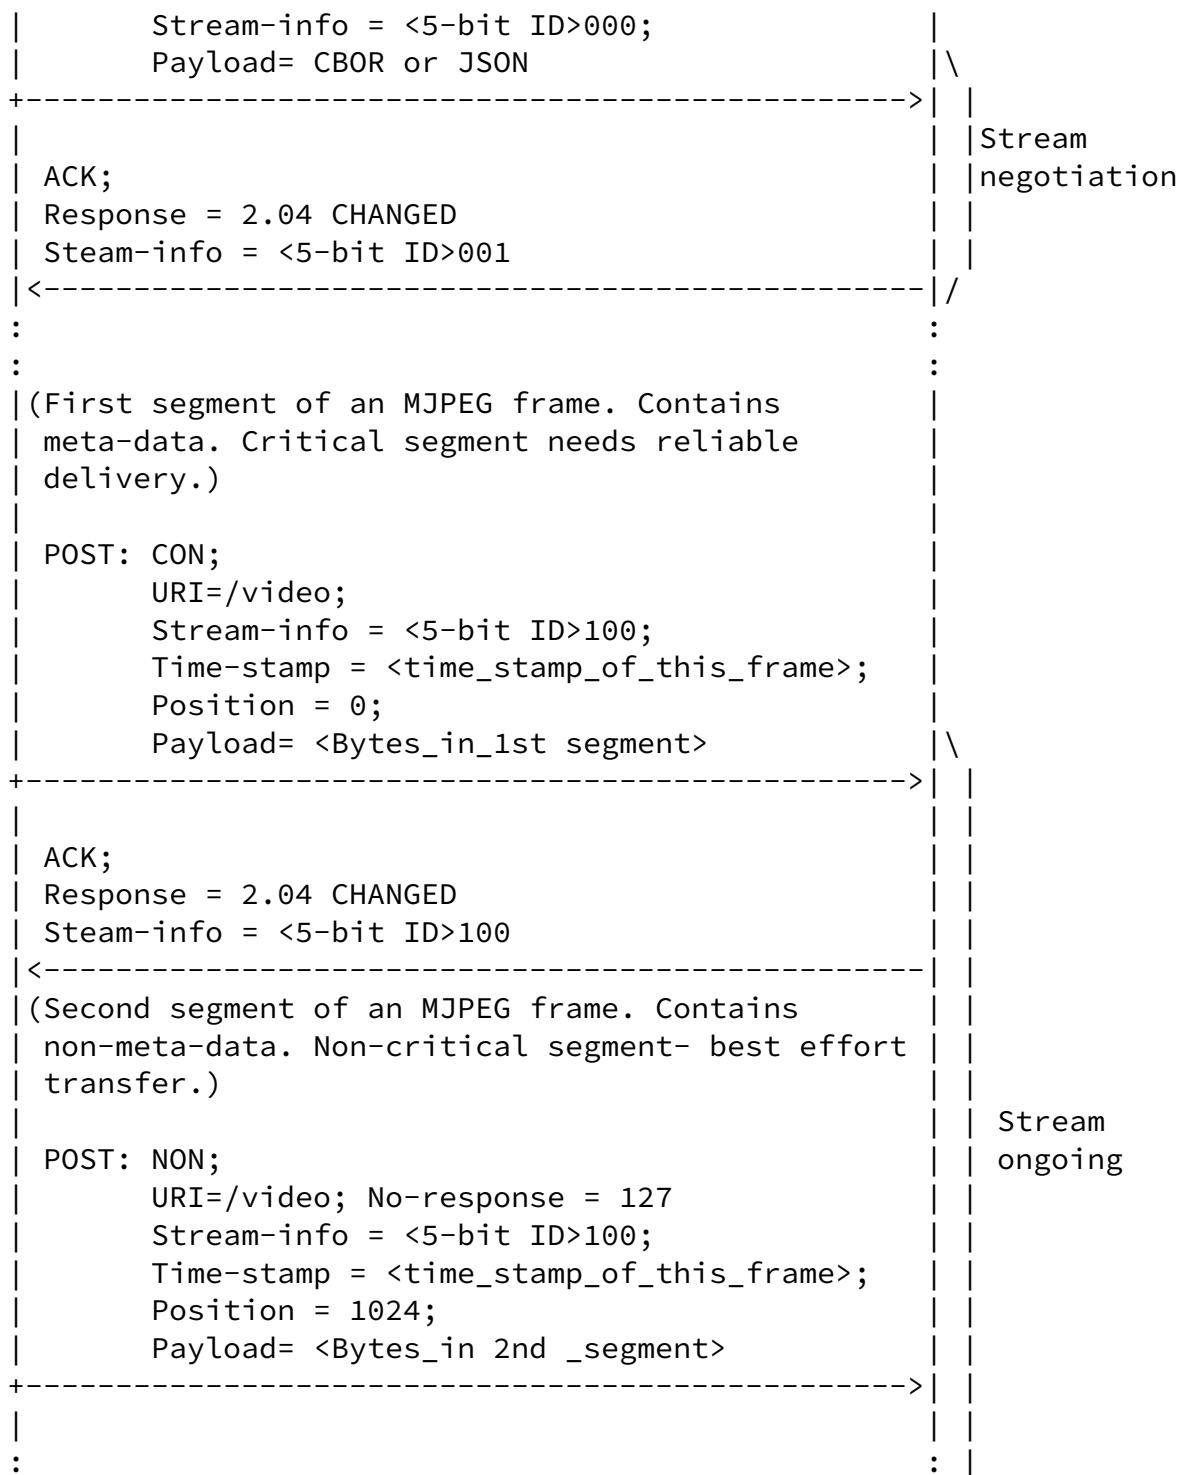 Stream-info = <5-bit ID>000;
Payload= CBOR or JSON
Stream
ACK; negotiation
Response = 2.04 CHANGED
Steam-info = <5-bit ID>001
(First segment of an MJPEG frame. Contains
meta-data. Critical segment needs reliable
delivery.)
POST: CON;
URI=/video;
Stream-info = <5-bit ID>100;
Time-stamp = <time_stamp_of_this_frame>;
Position = 0;
Payload= <Bytes_in_1st segment>
ACK;
Response = 2.04 CHANGED
Steam-info = <5-bit ID>100
(Second segment of an MJPEG frame. Contains
non-meta-data. Non-critical segment- best effort
transfer.)
Stream
POST: NON; ongoing
URI=/video; No-response = 127
Stream-info = <5-bit ID>100;
Time-stamp = <time_stamp_of_this_frame>;
Position = 1024;
Payload= <Bytes_in 2nd _segment>